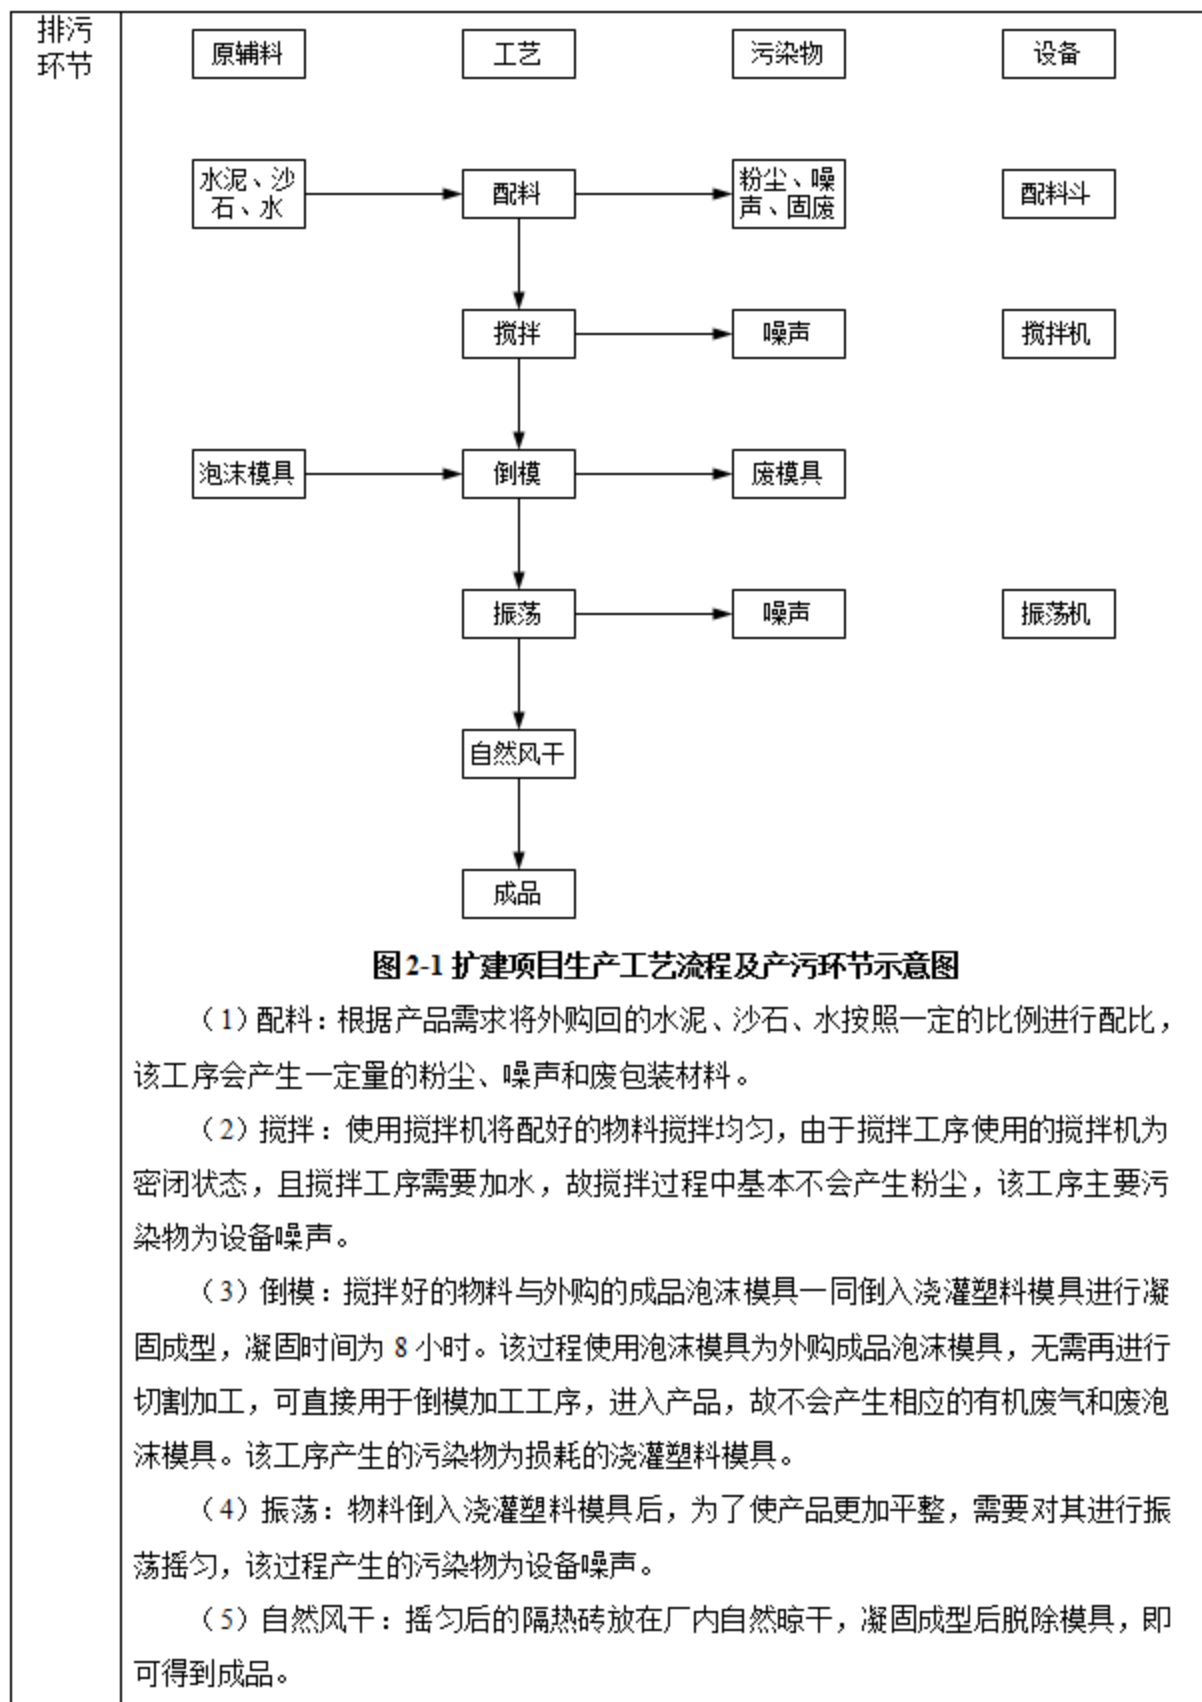 排污
环节
原辅料
工艺
污染物
设备
水泥、沙
石、水
配料
粉尘、噪
声、固废
配料斗
搅拌
噪声
搅拌机
泡沫模具
倒模
废模具
振荡
噪声
振荡机
自然风干
成品
图 2-1 扩建项目生产工艺流程及产污环节示意图
（1）配料：根据产品需求将外购回的水泥、沙石、水按照一定的比例进行配比，
该工序会产生一定量的粉尘、噪声和废包装材料。
（2）搅拌：使用搅拌机将配好的物料搅拌均匀，由于搅拌工序使用的搅拌机为
密闭状态，且搅拌工序需要加水，故搅拌过程中基本不会产生粉尘，该工序主要污
染物为设备噪声。
（3）倒模：搅拌好的物料与外购的成品泡沫模具一同倒入浇灌塑料模具进行凝
固成型，凝固时间为 8 小时。该过程使用泡沫模具为外购成品泡沫模具，无需再进行
切割加工，可直接用于倒模加工工序，进入产品，故不会产生相应的有机废气和废泡
沫模具。该工序产生的污染物为损耗的浇灌塑料模具。
（4）振荡：物料倒入浇灌塑料模具后，为了使产品更加平整，需要对其进行振
荡摇匀，该过程产生的污染物为设备噪声。
（5）自然风干：摇匀后的隔热砖放在厂内自然晾干，凝固成型后脱除模具，即
可得到成品。